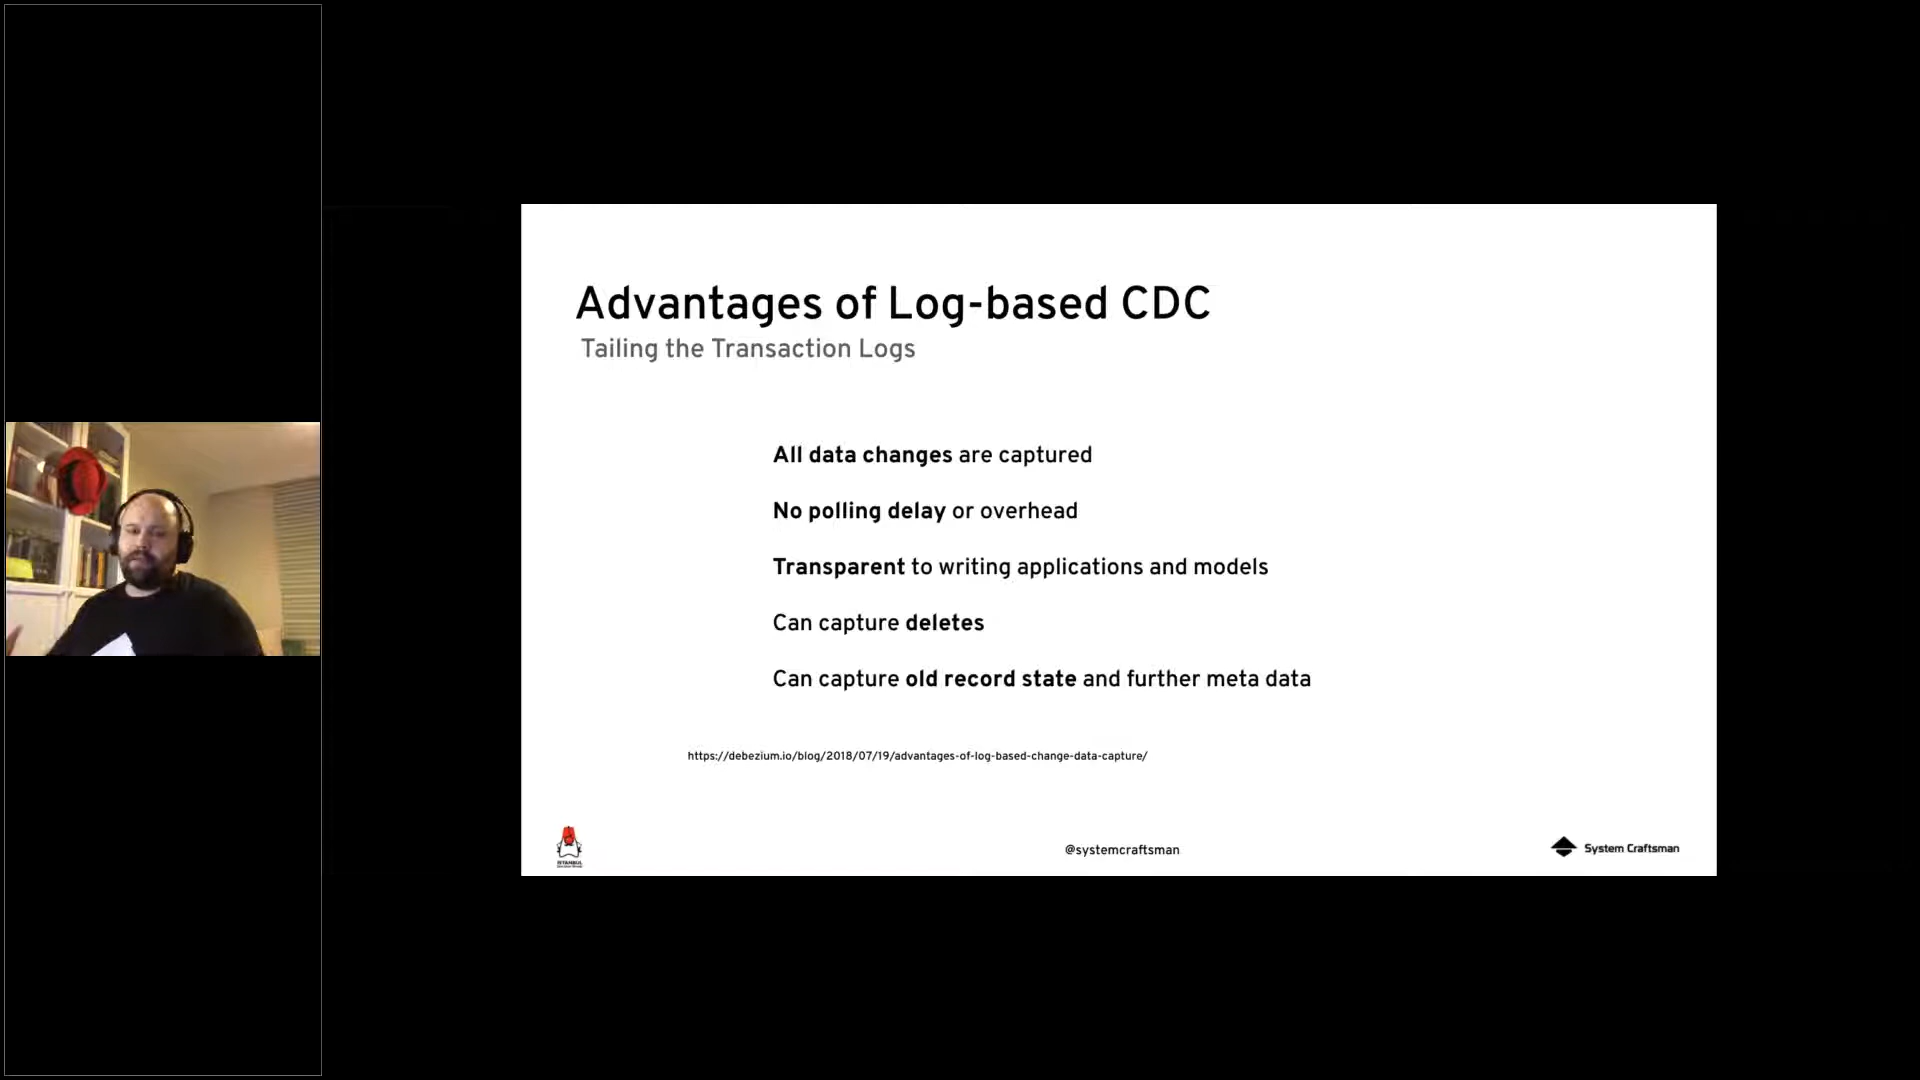 Advantages of Log-based CDC
Tailing the Transaction Logs
All data changes are captured
No polling delay or overhead
Transparent to writing applications and models
Can capture deletes
Can capture old record state and further meta data
https://debezium.io/blog/2018/07/19/advantages-of-log-based-change-data-capture/
ISTANBUL
@systemcraftsman
System Craftsman